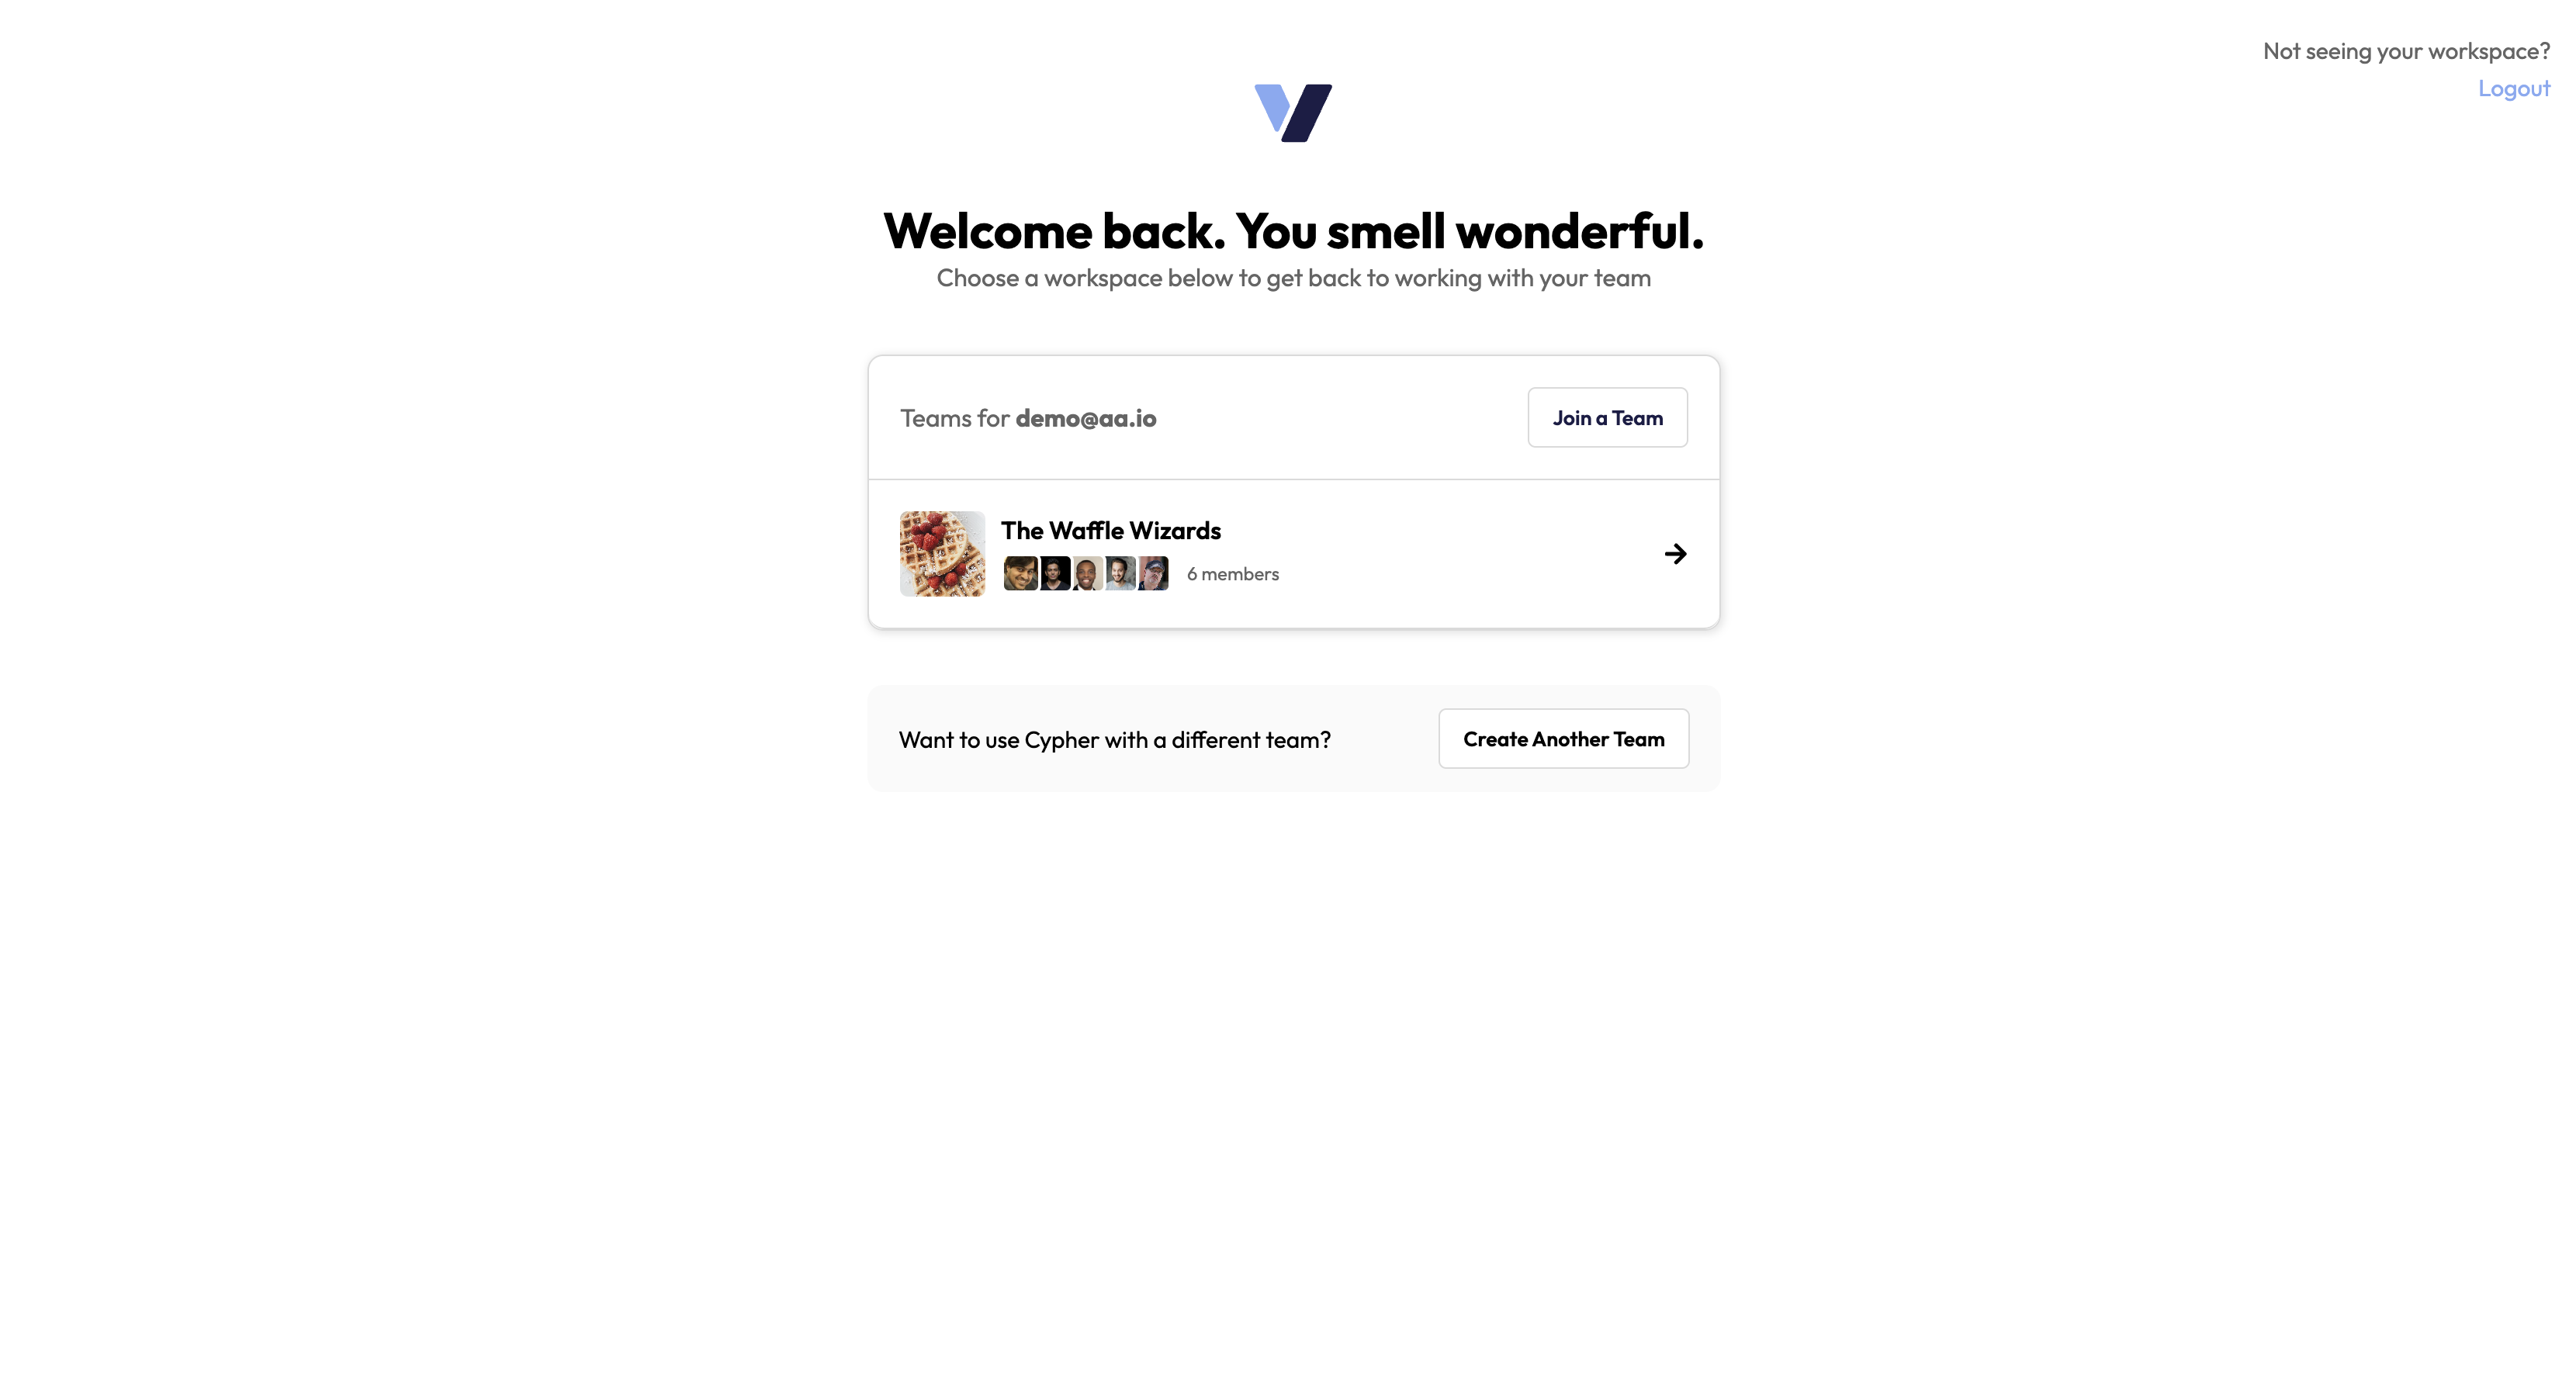 Not seeing your workspace?
Logout
Welcome back. You smell wonderful.
Choose a workspace below to get back to working with your team
Teams for demo@aa.io
Join a Team
The Waffle Wizards
6 members
Want to use Cypher with a different team?
Create Another Team